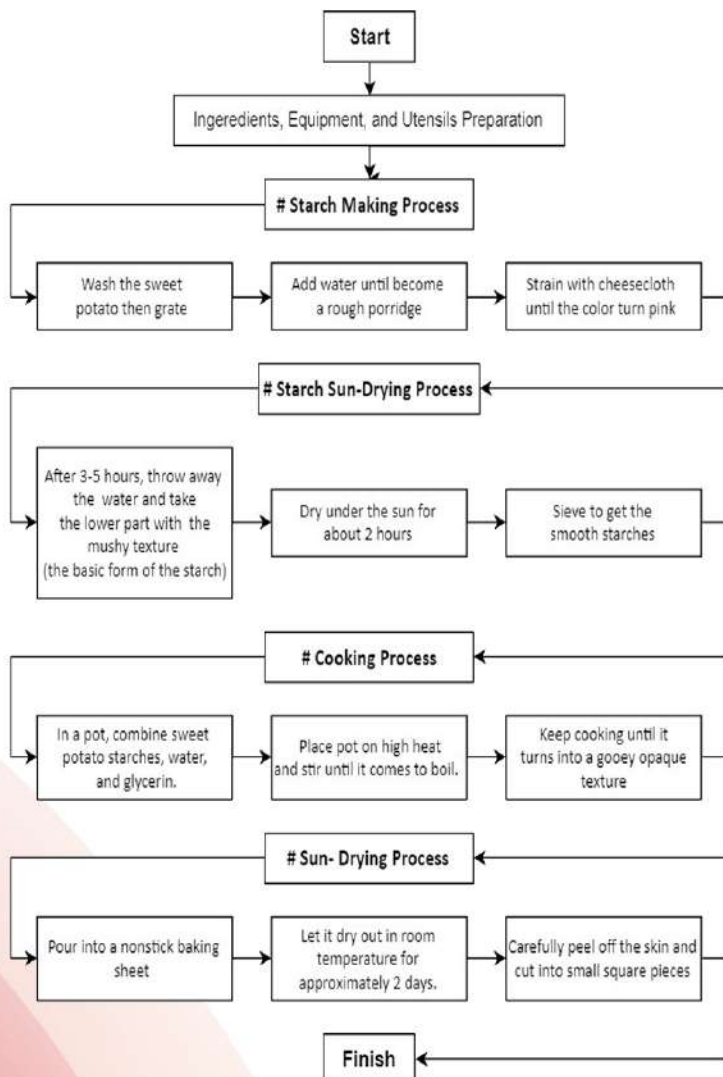 Start
Ingeredients, Equipment, and Utensils Preparation
# Starch Making Process
Wash the sweet
potato then grate
Add water until become
a rough porridge
Strain with cheesecloth
until the color turn pink
# Starch Sun-Drying Process
After 3-5 hours, throw away
the water and take
the lower part with the
mushy texture
(the basic form of the starch)
Dry under the sun for
about 2 hours
Sieve to get the
smooth starches
# Cooking Process
In a pot, combine sweet
potato starches, water,
and glycerin.
Place pot on high heat
and stir until it comes to boil.
Keep cooking until it
turns into a gooey opaque
texture
# Sun- Drying Process
Pour into a nonstick baking
sheet
Let it dry out in room
temperature for
approximately 2 days.
Carefully peel off the skin and
cut into small square pieces
Finish